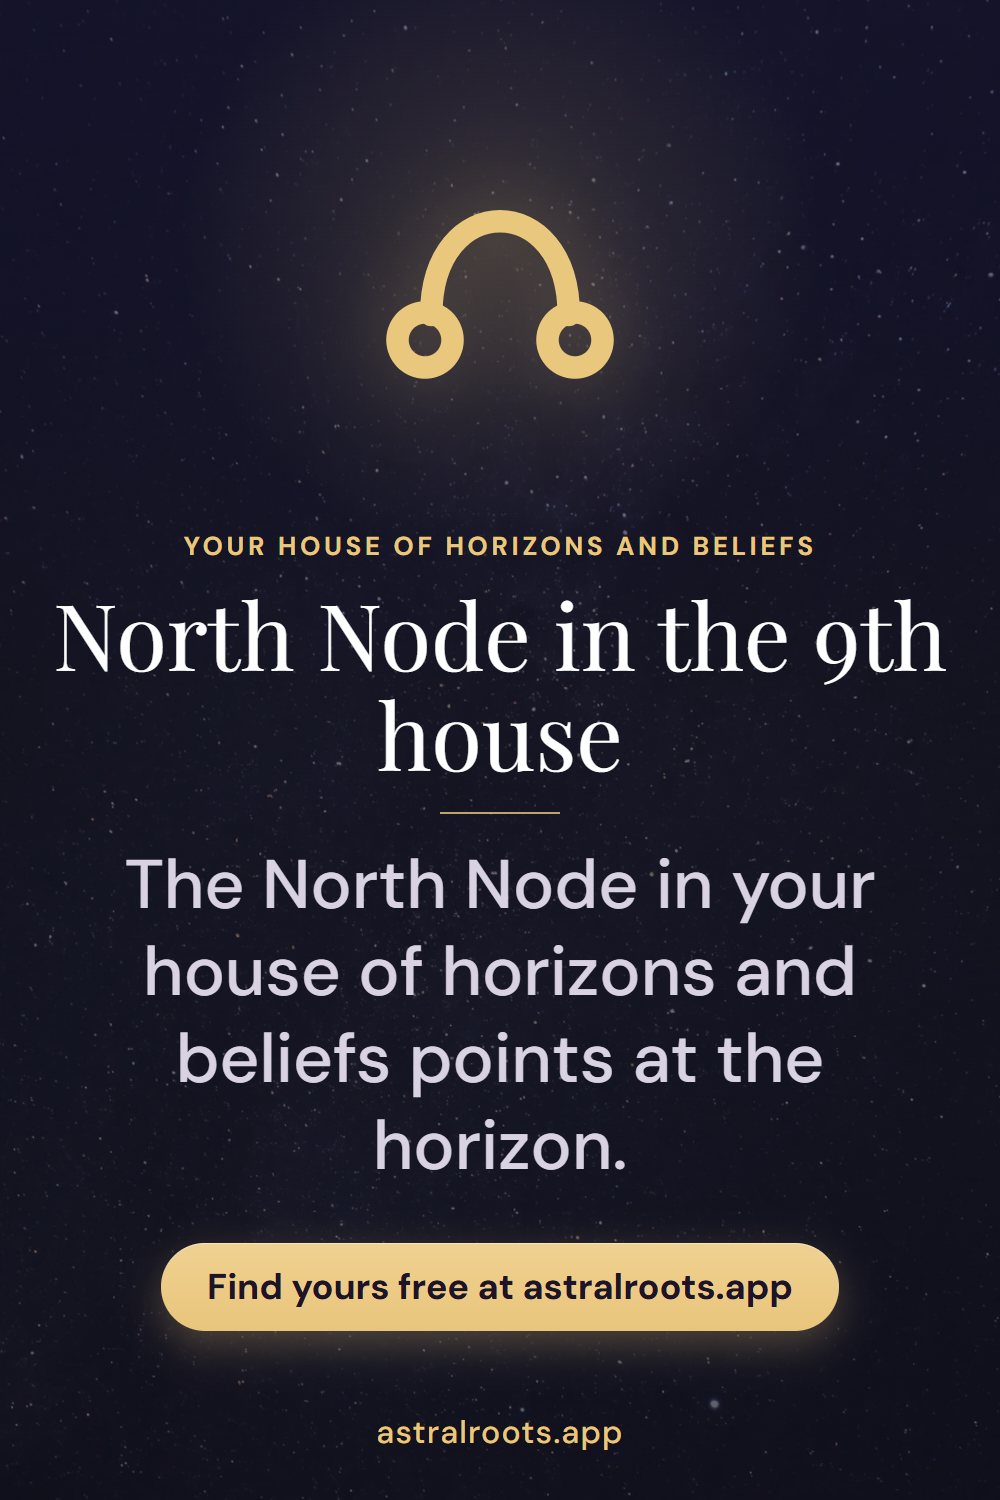 YOUR HOUSE OF HORIZONS AND BELIEFS
North Node in the 9th
house
The North Node in your
house of horizons and
beliefs points at the
horizon.
Find yours free at astralroots.app
astralroots.app